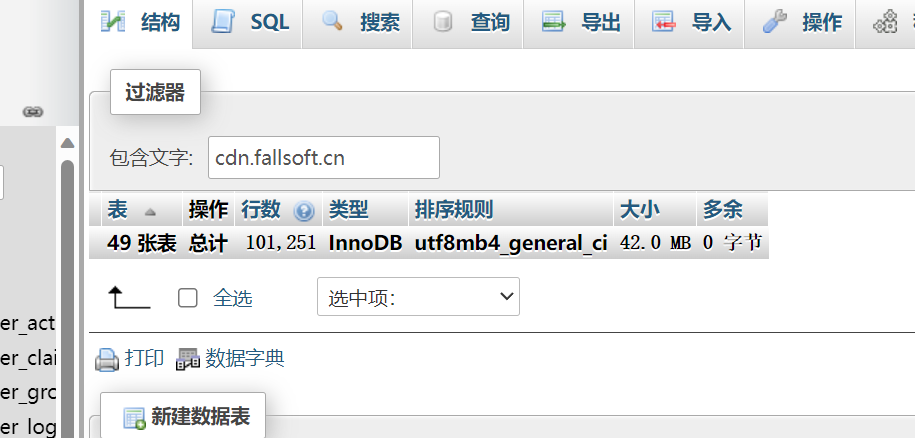 结构 SQL 搜索 查询 导出 导入 操作
过滤器
包含文字: cdn.fallsoft.cn
表 操作 行数 类型 排序规则 大小 多余
49 张表 总计 101,251 InnoDB utf8mb4_general_ci 42.0 MB 0 字节
全选 选中项:
er_act
打印 数据字典
er_clai
er_gro
新建数据表
er_log